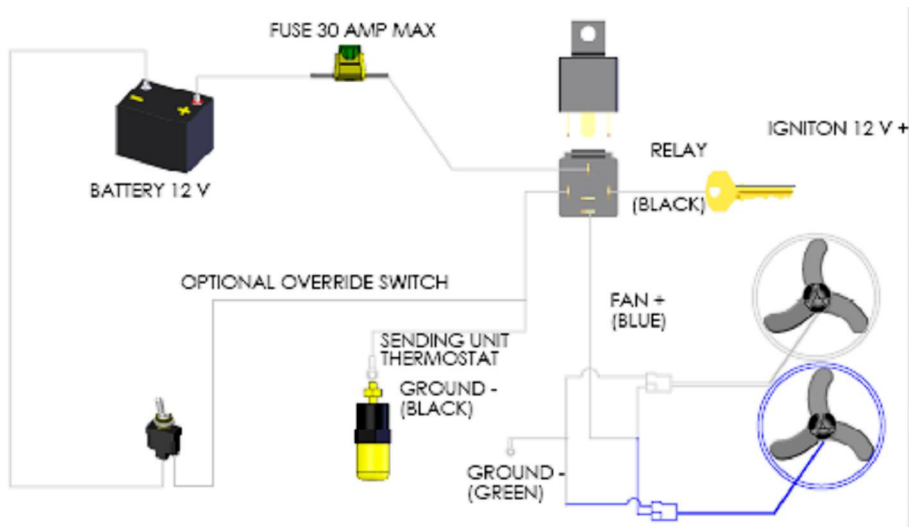 FUSE 30 AMP MAX
IGNITON 12 V +
RELAY
BATTERY 12 V
(BLACK)
OPTIONAL OVERRIDE SWITCH
FAN +
(BLUE)
SENDING UNIT
THERMOSTAT
GROUND -
(BLACK)
GROUND -
(GREEN)